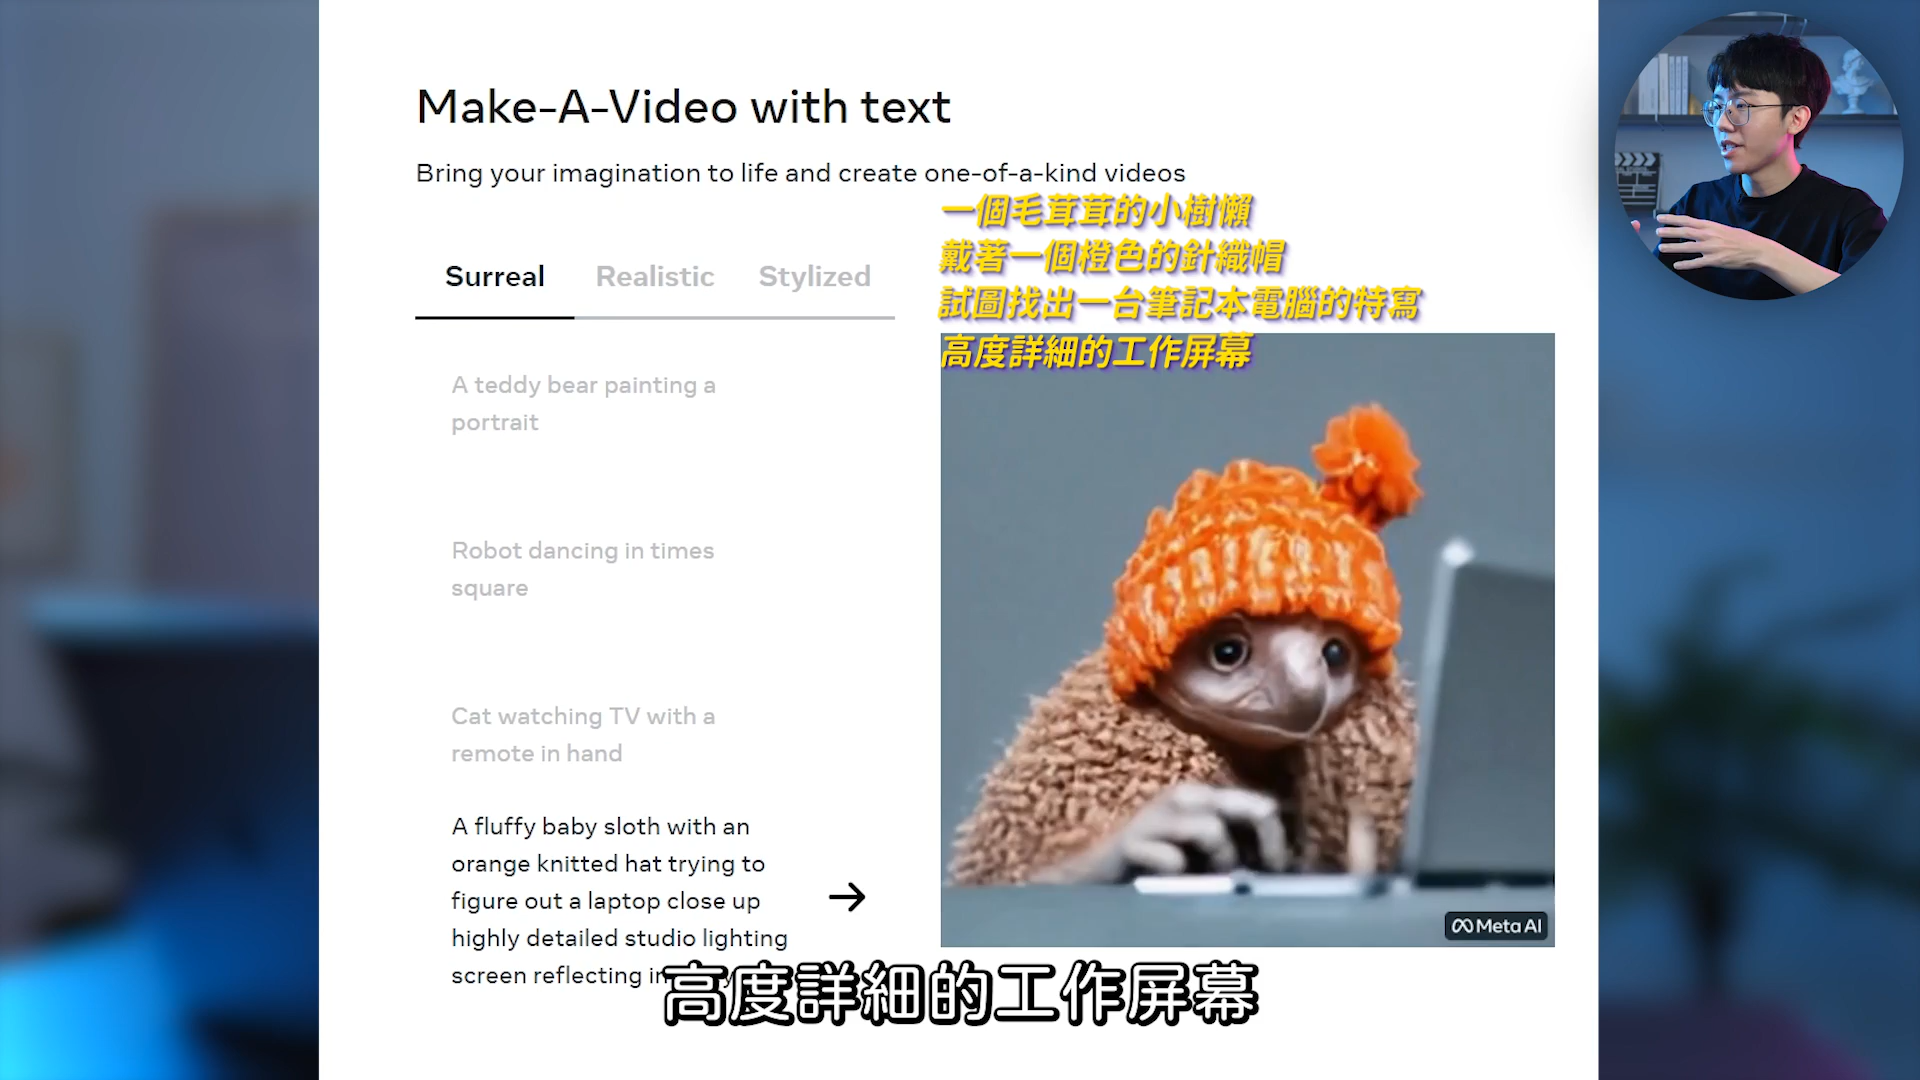 Make-A-Video with text
Bring your imagination to life and create one-of-a-kind videos
一個毛茸茸的小樹懶
戴著一個橙色的針織帽
試圖找出一台筆記本電腦的特寫
高度詳細的工作屏幕
Surreal Realistic Stylized
A teddy bear painting a
portrait
Robot dancing in times
square
Cat watching TV with a
remote in hand
A fluffy baby sloth with an
orange knitted hat trying to
figure out a laptop close up
highly detailed studio lighting
screen reflecting
Meta AI
高度詳細的工作屏幕